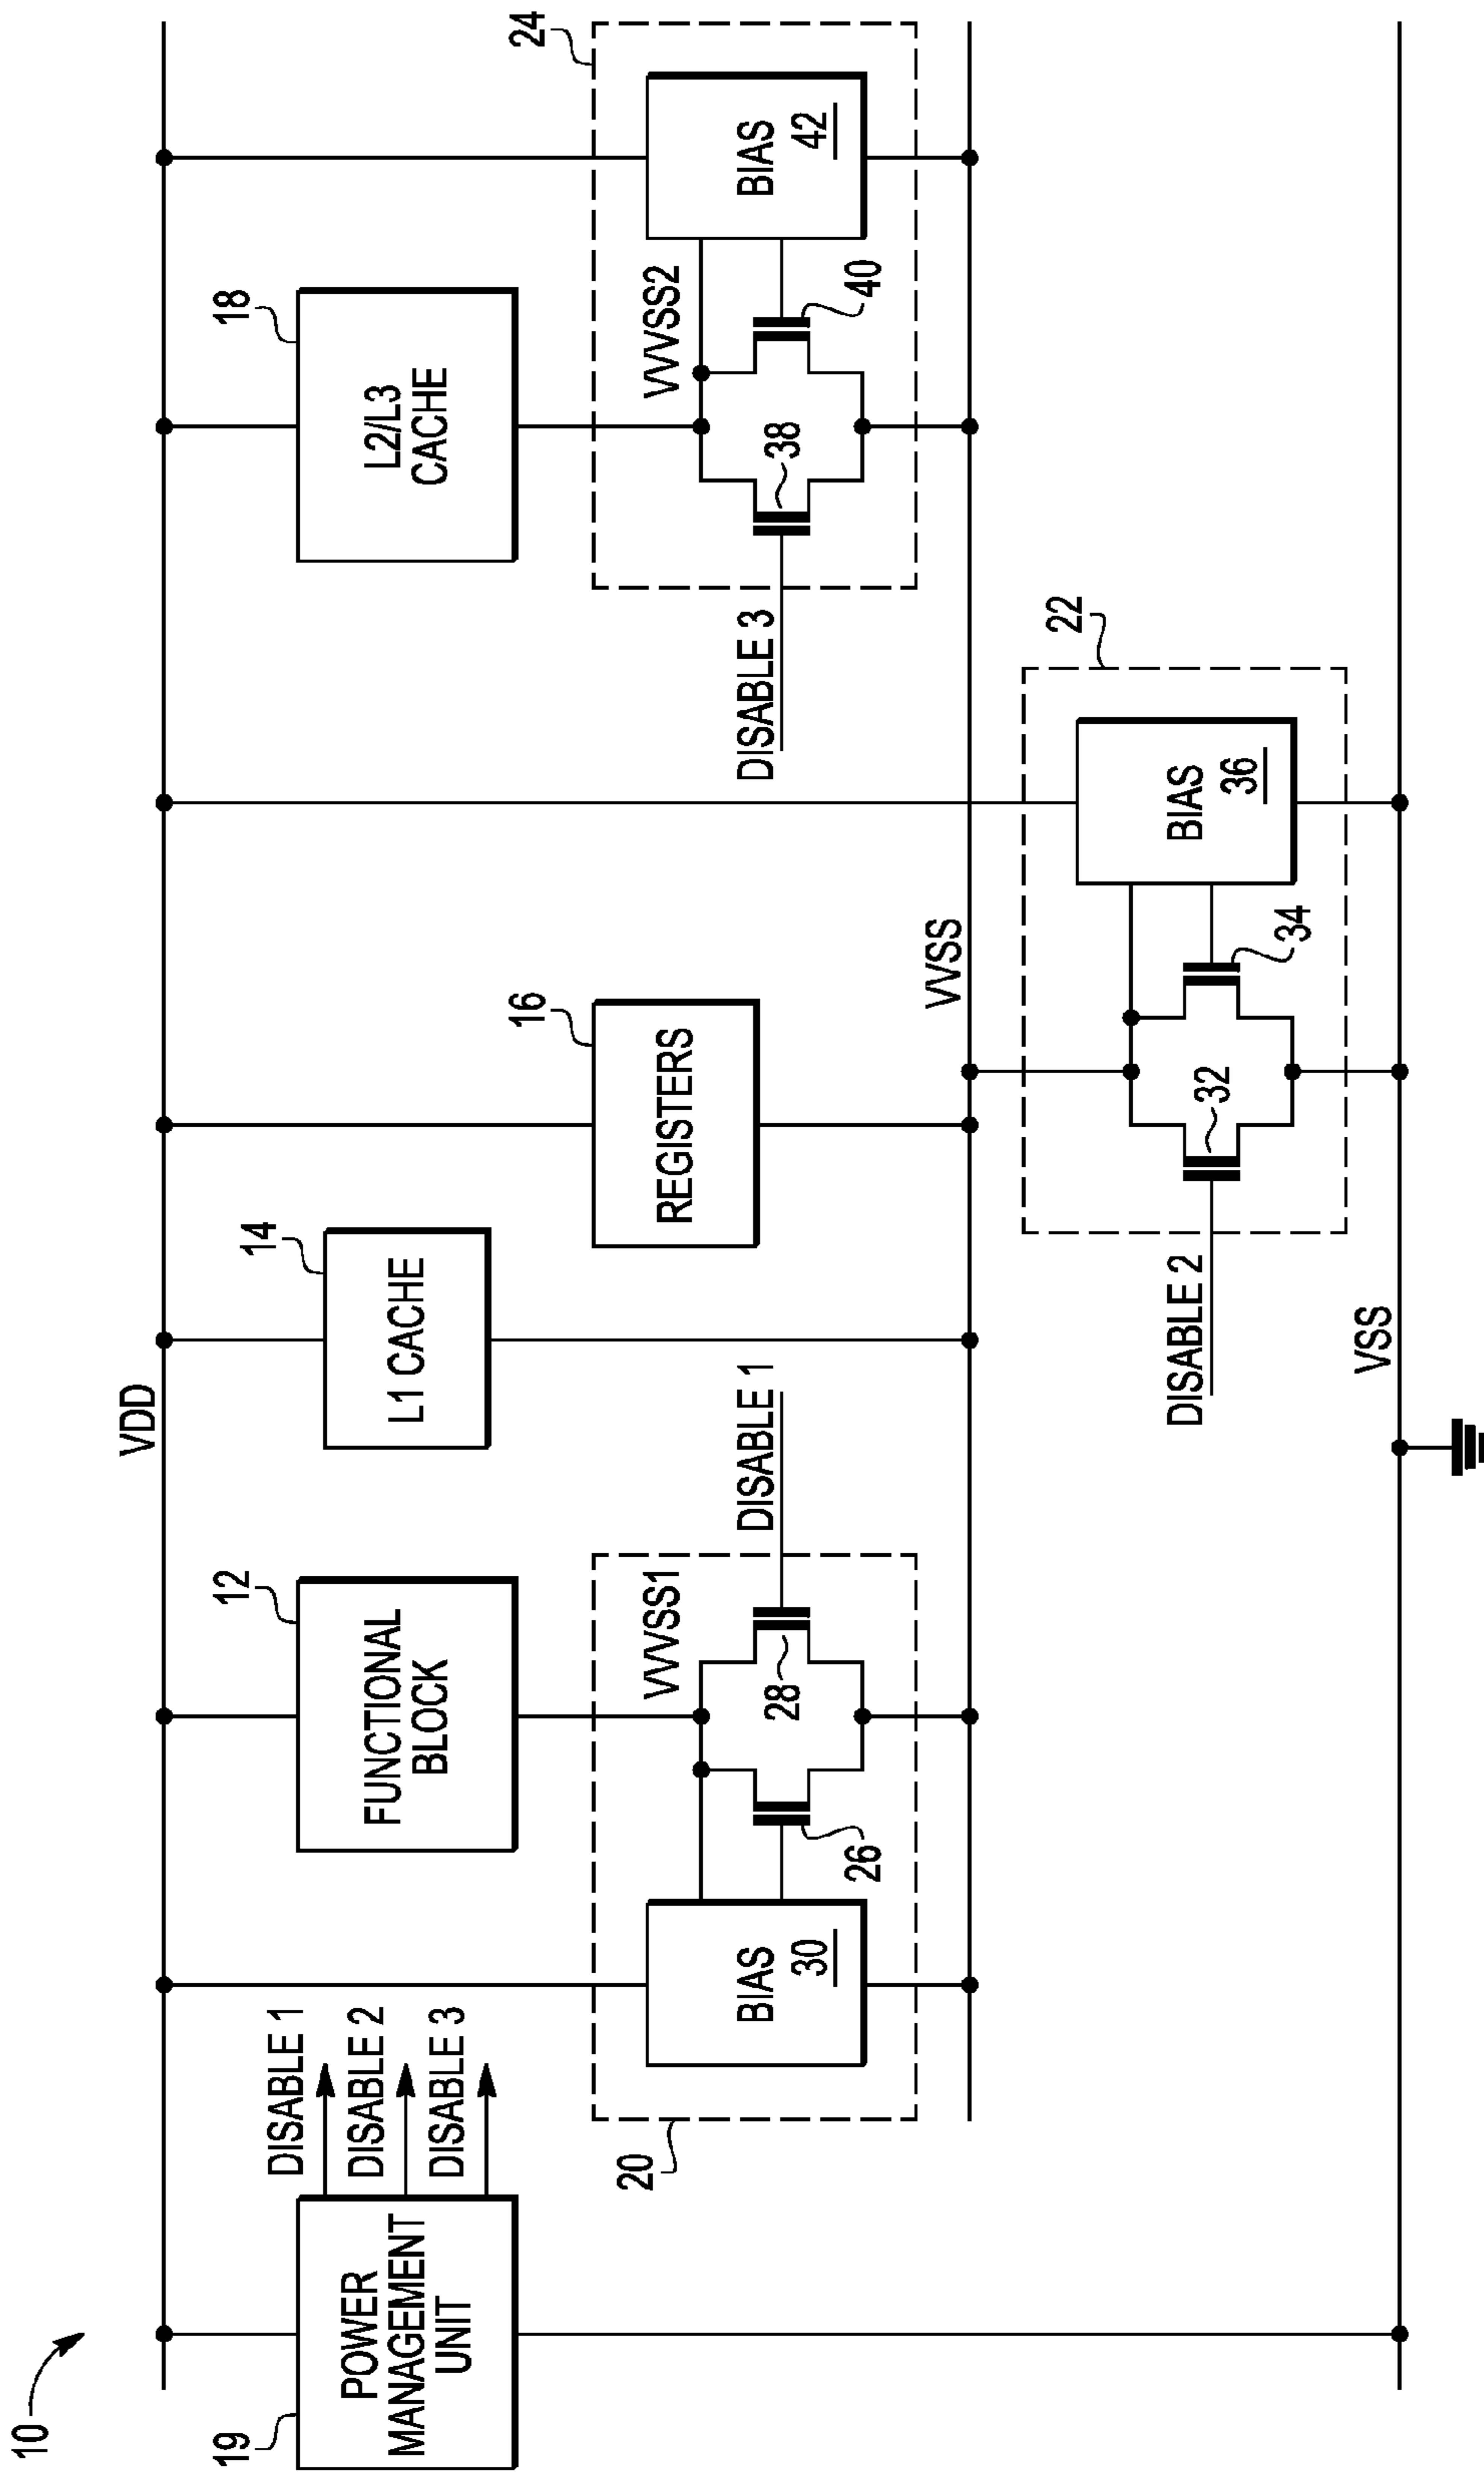 10
VDD
19
POWER
MANAGEMENT
UNIT
DISABLE 1
DISABLE 2
DISABLE 3
12
FUNCTIONAL
BLOCK
14
L1 CACHE
16
REGISTERS
18
L2/L3
CACHE
20
BIAS
30
26
28
VVVSS1
DISABLE 1
24
DISABLE 3
38
VVVSS2
40
BIAS
42
VVSS
22
DISABLE 2
32
34
BIAS
36
VSS